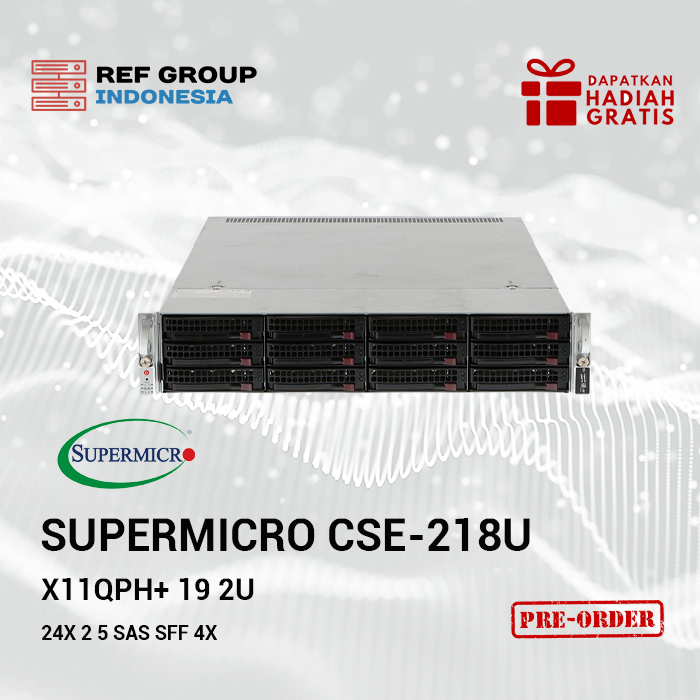 REF GROUP
INDONESIA
DAPATKAN
HADIAH
GRATIS
SUPERMICRO
SUPERMICRO CSE-218U
X11QPH+ 19 2U
24X 2 5 SAS SFF 4X
PRE-ORDER